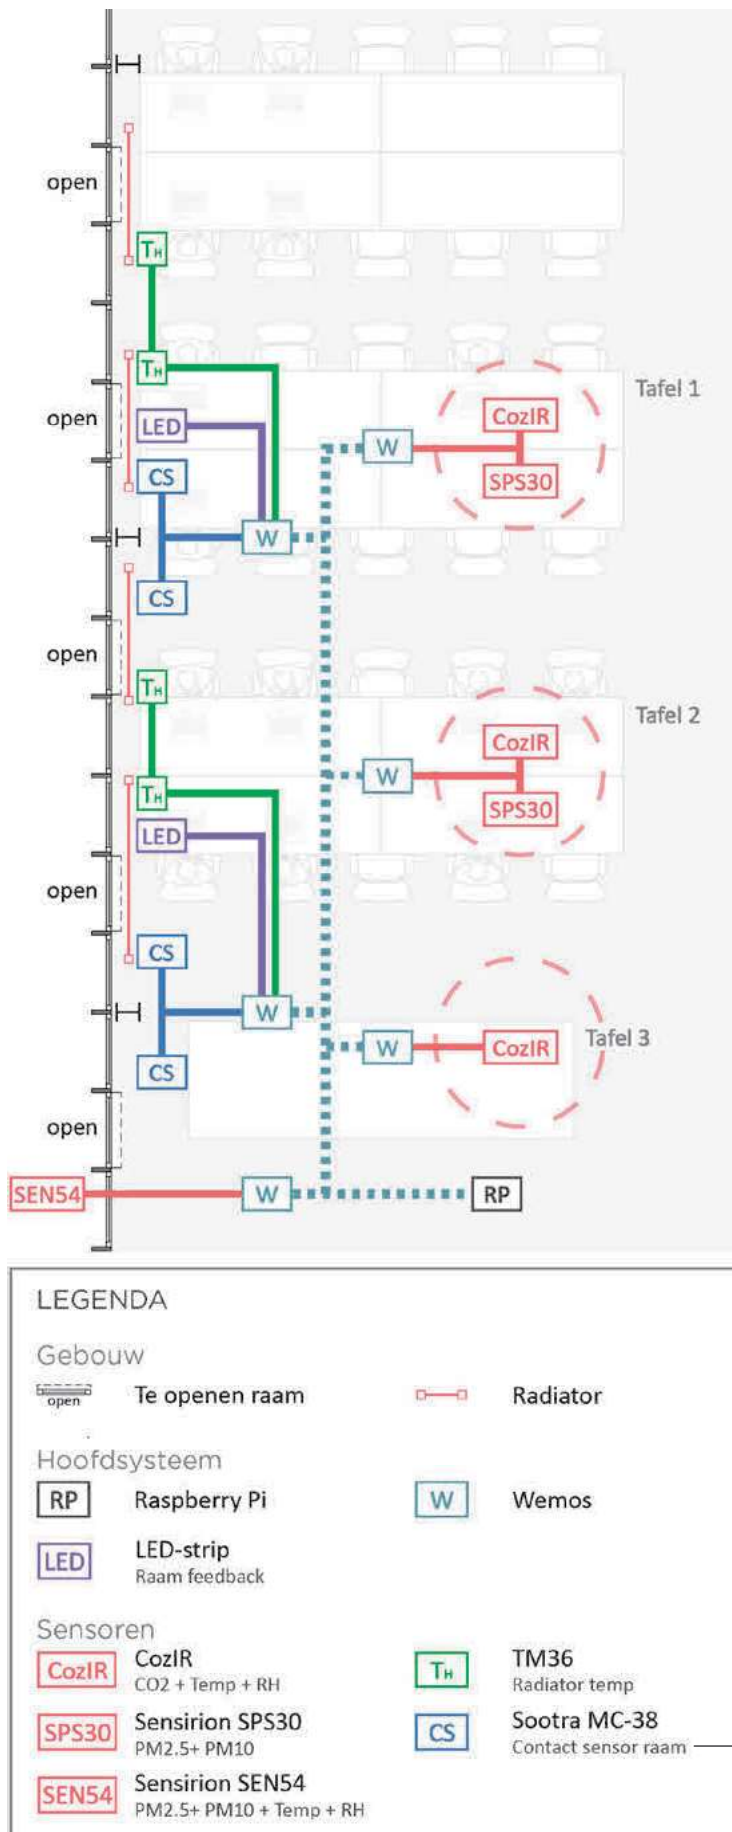 open
TH
TH
open
Tafel 1
CozIR
LED
W
CS
SPS30
W
CS
open
TH
Tafel 2
CozIR
W
TH
SPS30
LED
open
CS
W
Tafel 3
W
CozIR
CS
open
SEN54
W
RP
LEGENDA
Gebouw
open
Te openen raam
Radiator
Hoofdsysteem
RP
Raspberry Pi
W
Wemos
LED
LED-strip
Raam feedback
Sensoren
CozIR
CozIR
CO2 + Temp + RH
TH
TM36
Radiator temp
SPS30
Sensirion SPS30
PM2.5+ PM10
CS
Sootra MC-38
Contact sensor raam
SEN54
Sensirion SEN54
PM2.5+ PM10 + Temp + RH